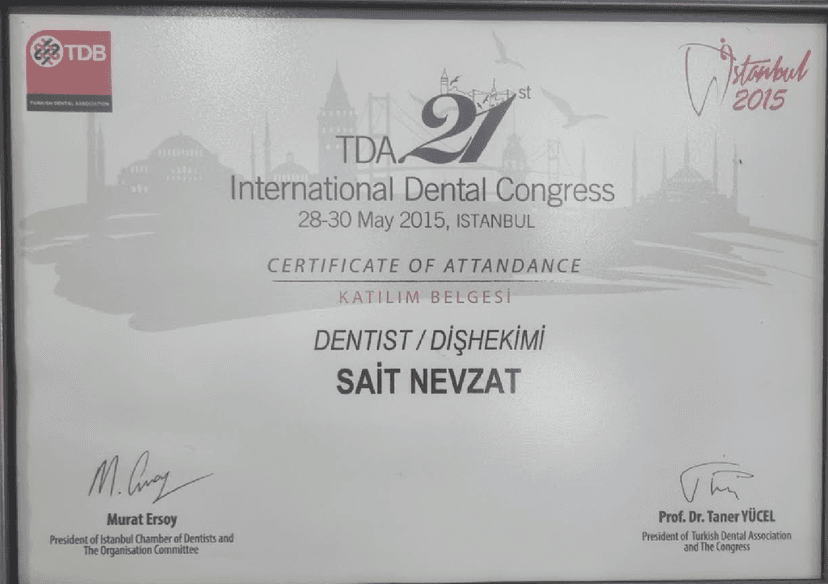 TDB
TURKISH DENTAL ASSOCIATION
İstanbul
2015
TDA 21st
International Dental Congress
28-30 May 2015, İSTANBUL
CERTIFICATE OF ATTANDANCE
KATILIM BELGESİ
DENTIST / DİŞHEKİMİ
SAİT NEVZAT
M. Ersoy
Murat Ersoy
President of Istanbul Chamber of Dentists and
The Organisation Committee
Prof. Dr. Taner YÜCEL
President of Turkish Dental Association
and The Congress